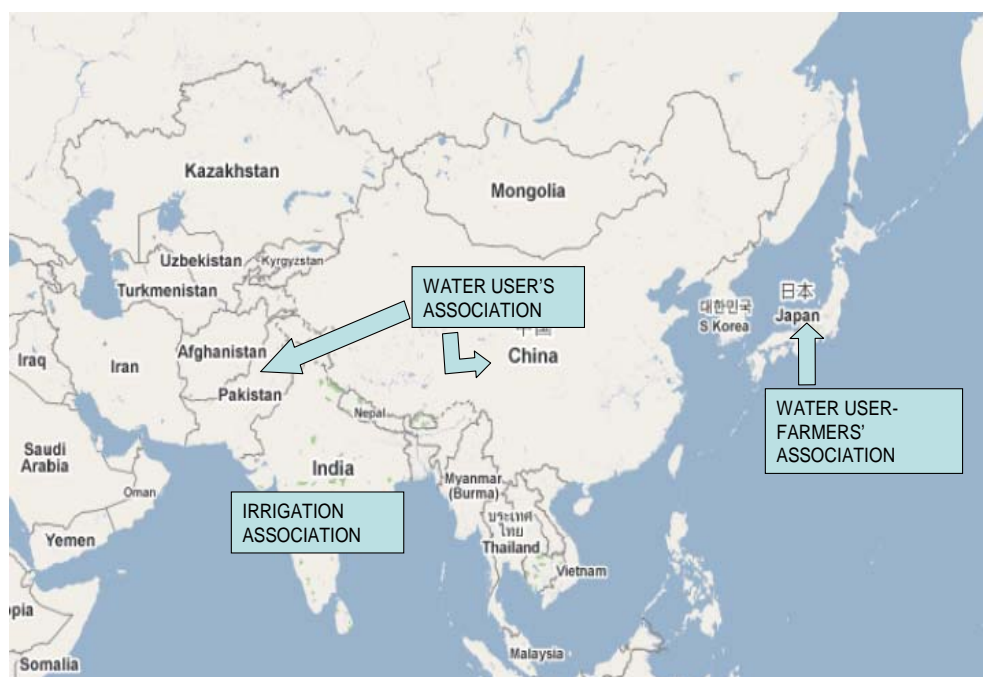 Kazakhstan
Mongolia
Uzbekistan
Kyrgyzstan
Turkmenistan
WATER USER'S
ASSOCIATION
日本
Japan
대한민국
S Korea
China
Afghanistan
Iraq
Iran
Pakistan
Nepal
WATER USER-
FARMERS'
ASSOCIATION
Saudi
Arabia
India
Myanmar
(Burma)
Oman
IRRIGATION
ASSOCIATION
ประเทศ
ไทย
Thailand
Yemen
Vietnam
opia
Malaysia
Somalia